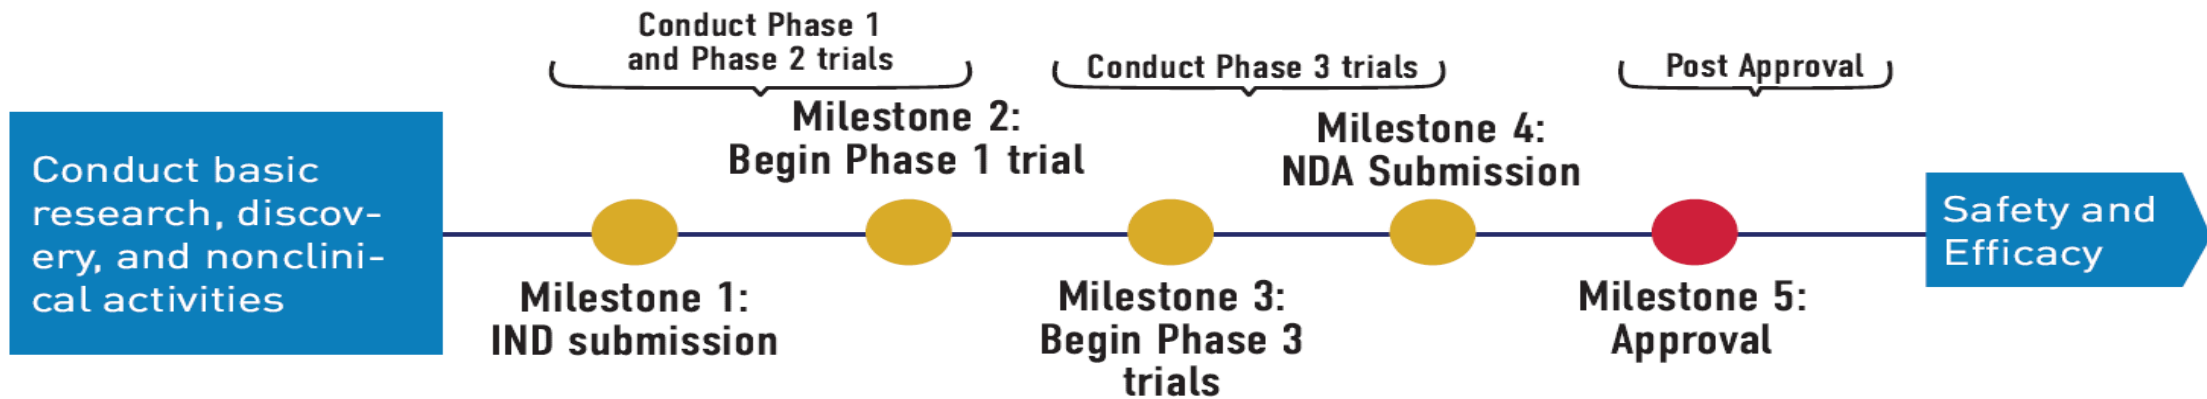 Conduct Phase 1
and Phase 2 trials
Conduct Phase 3 trials
Post Approval
Milestone 2:
Begin Phase 1 trial
Milestone 4:
NDA Submission
Conduct basic
research, discov-
ery, and nonclini-
cal activities
Safety and
Efficacy
Milestone 1:
IND submission
Milestone 3:
Begin Phase 3
trials
Milestone 5:
Approval